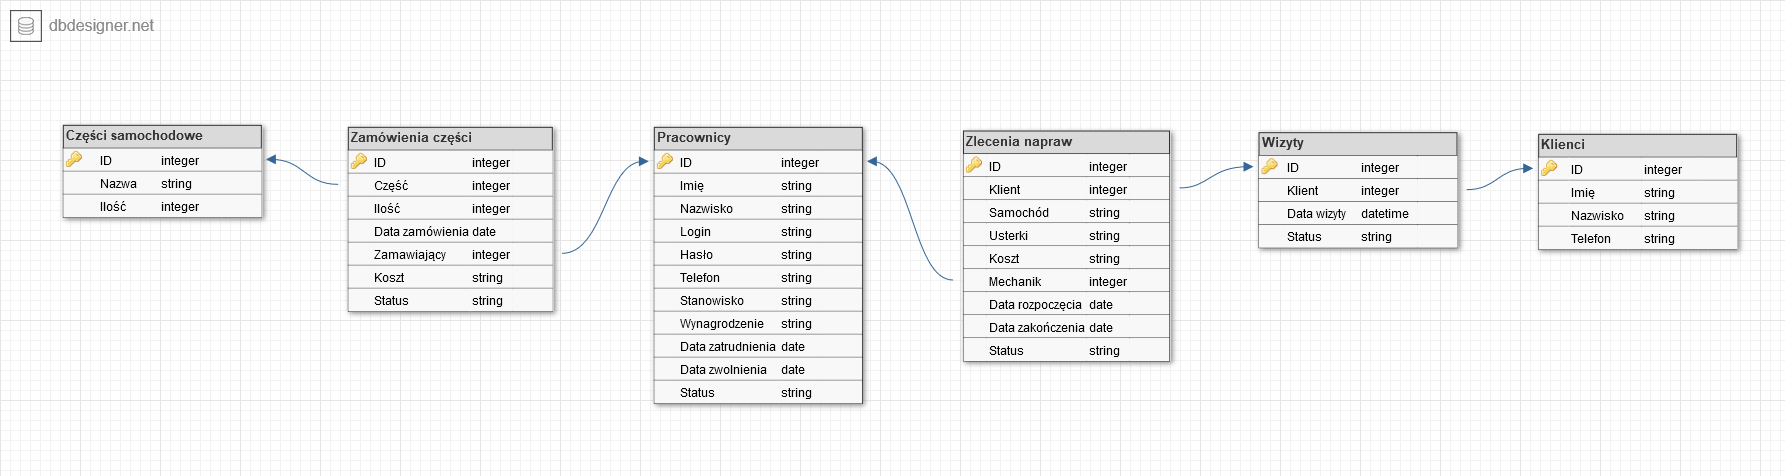 dbdesigner.net
Części samochodowe
ID integer
Nazwa string
Ilość integer
Zamówienia części
ID integer
Część integer
Ilość integer
Data zamówienia date
Zamawiający integer
Koszt string
Status string
Pracownicy
ID integer
Imię string
Nazwisko string
Login string
Hasło string
Telefon string
Stanowisko string
Wynagrodzenie string
Data zatrudnienia date
Data zwolnienia date
Status string
Zlecenia napraw
ID integer
Klient integer
Samochód string
Usterki string
Koszt string
Mechanik integer
Data rozpoczęcia date
Data zakończenia date
Status string
Wizyty
ID integer
Klient integer
Data wizyty datetime
Status string
Klienci
ID integer
Imię string
Nazwisko string
Telefon string